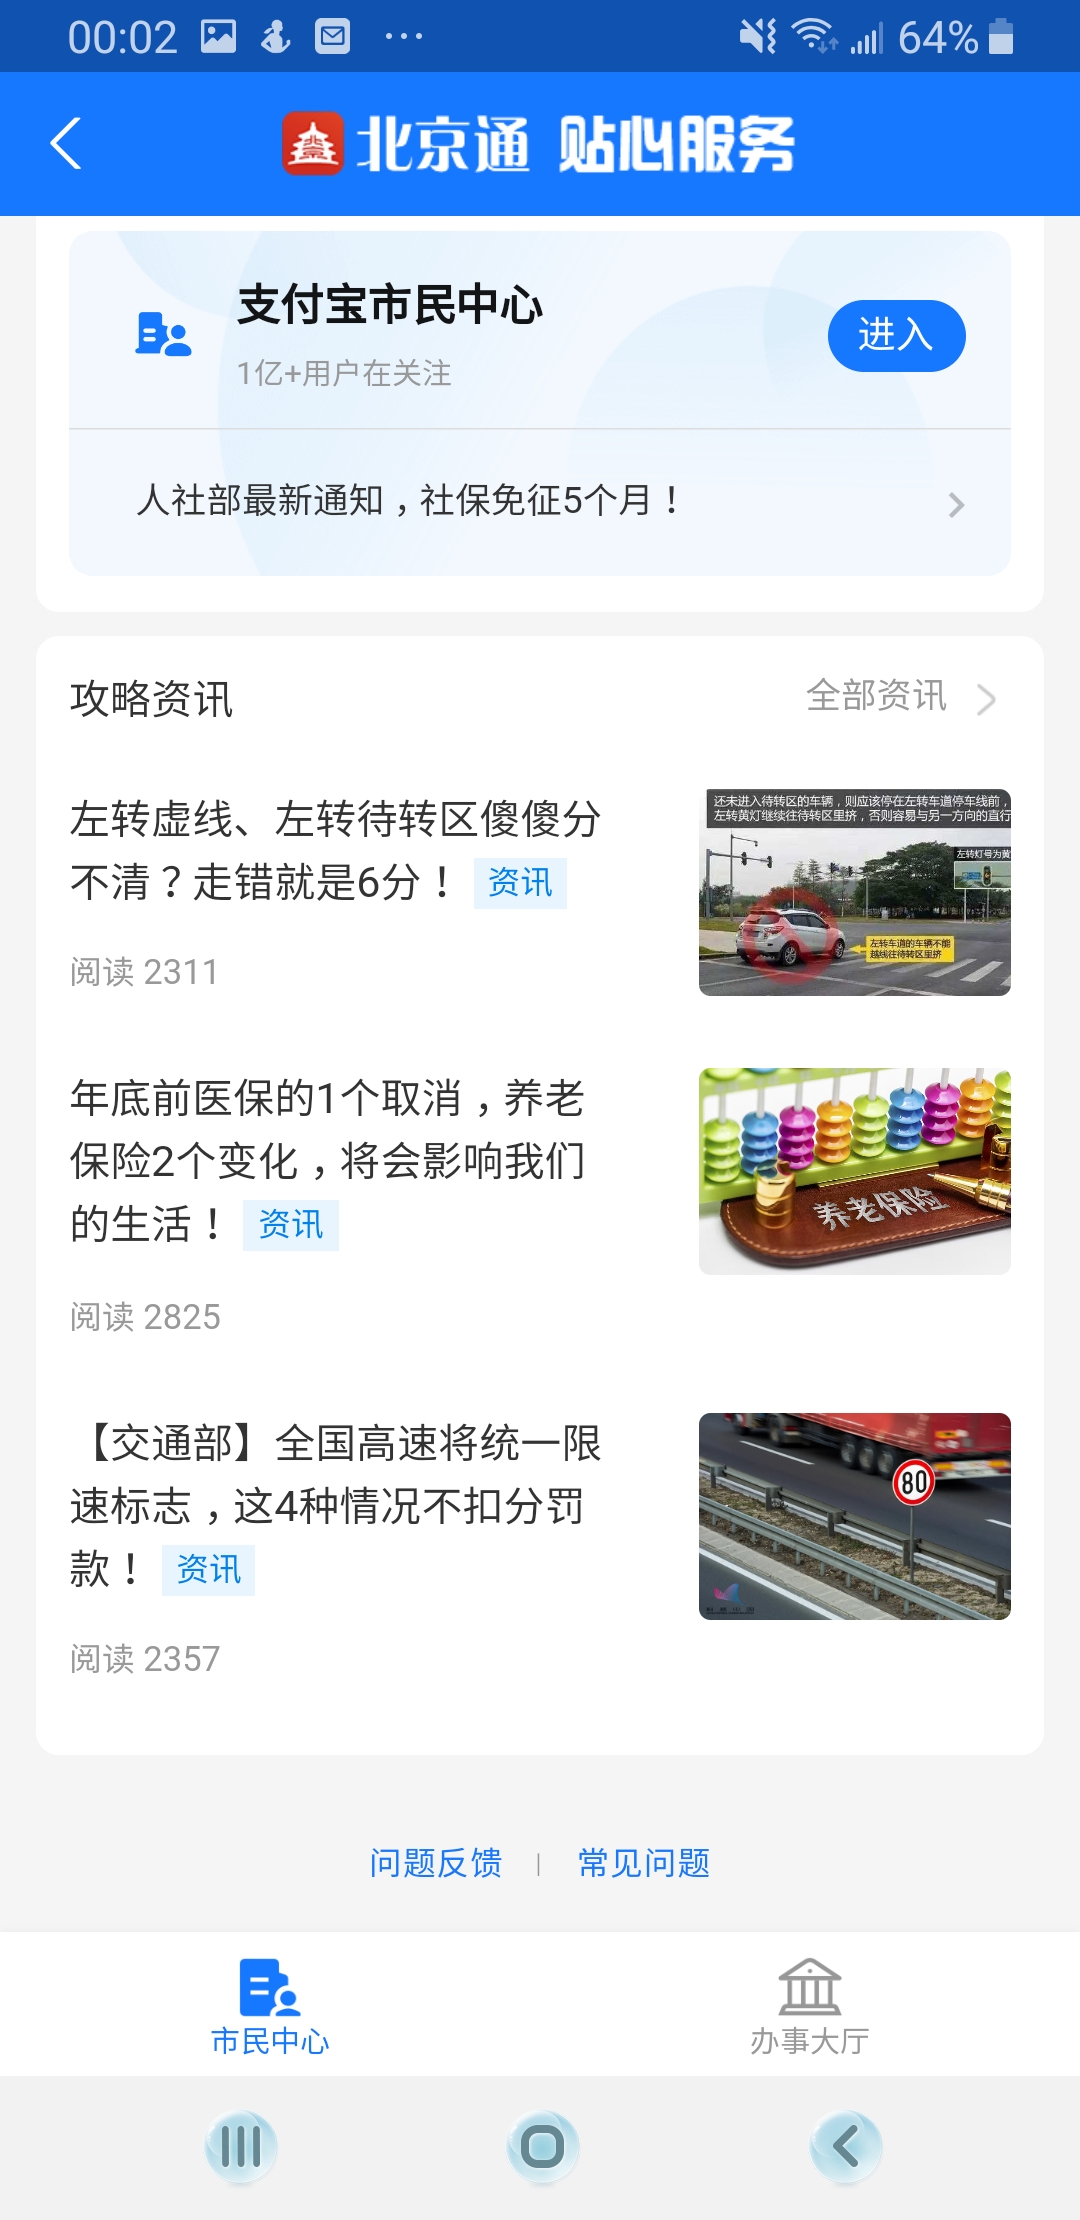 00:02
64%
北京通 贴心服务
支付宝市民中心
1亿+用户在关注
进入
人社部最新通知，社保免征5个月！
攻略资讯
全部资讯
左转虚线、左转待转区傻傻分
不清？走错就是6分！ 资讯
阅读 2311
还未进入待转区的车辆，则应该停在左转车道停车线前，
左转黄灯继续往待转区里挤，否则容易与另一方向的直行
左转灯号为黄
左转车道的车辆不能
越线往待转区里挤
年底前医保的1个取消，养老
保险2个变化，将会影响我们
的生活！ 资讯
阅读 2825
养老保险
【交通部】全国高速将统一限
速标志，这4种情况不扣分罚
款！ 资讯
阅读 2357
80
问题反馈 | 常见问题
市民中心
办事大厅